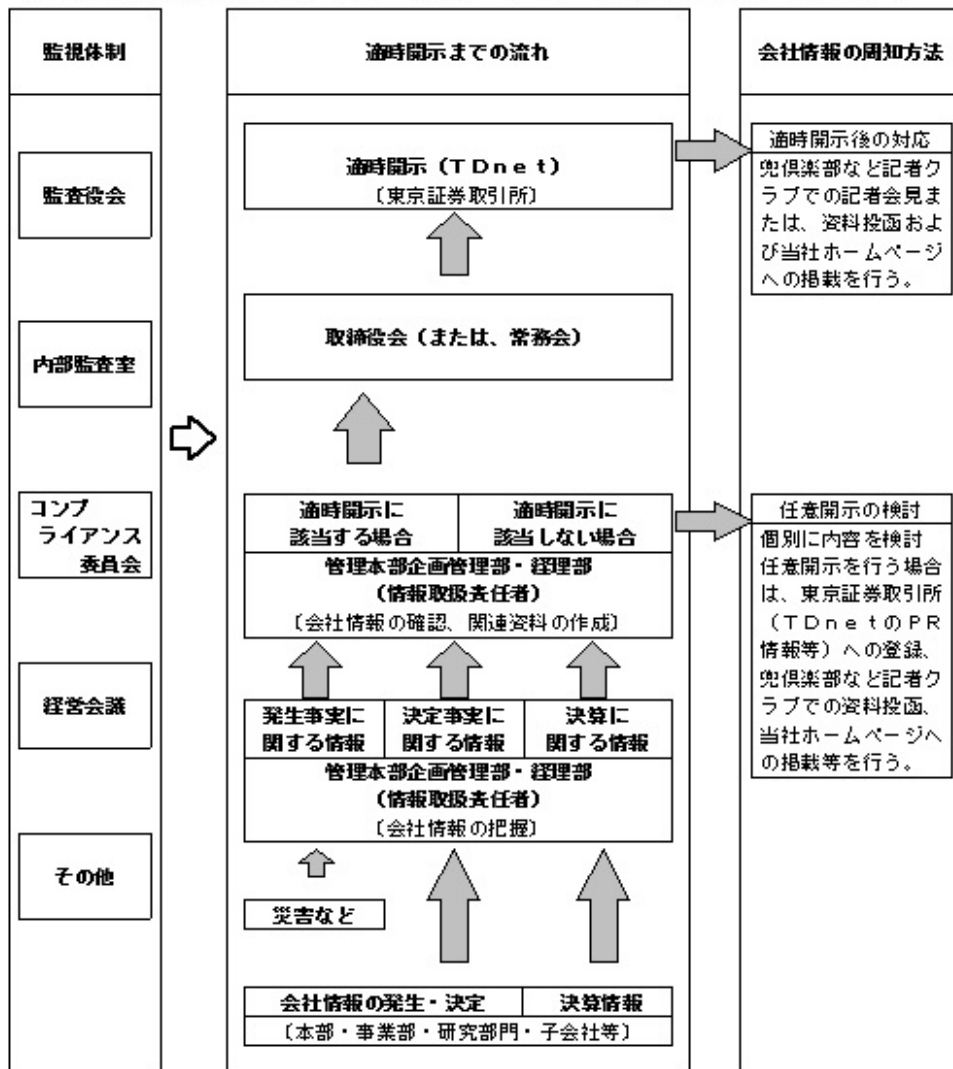 監視体制
監査役会
内部監査室
コンプ
ライアンス
委員会
経営会議
その他
適時開示までの流れ
適時開示（ＴＤｎｅｔ）
〔東京証券取引所〕
取締役会（または、常務会）
適時開示に
該当する場合
適時開示に
該当しない場合
管理本部企画管理部・経理部
（情報取扱責任者）
〔会社情報の確認、関連資料の作成〕
発生事実に
関する情報
決定事実に
関する情報
決算に
関する情報
管理本部企画管理部・経理部
（情報取扱責任者）
〔会社情報の把握〕
災害など
会社情報の発生・決定
決算情報
〔本部・事業部・研究部門・子会社等〕
会社情報の周知方法
適時開示後の対応
兜倶楽部など記者ク
ラブでの記者会見ま
たは、資料投函およ
び当社ホームページ
への掲載を行う。
任意開示の検討
個別に内容を検討
任意開示を行う場合
は、東京証券取引所
（ＴＤｎｅｔのＰＲ
情報等）への登録、
兜倶楽部など記者ク
ラブでの資料投函、
当社ホームページへ
の掲載等を行う。